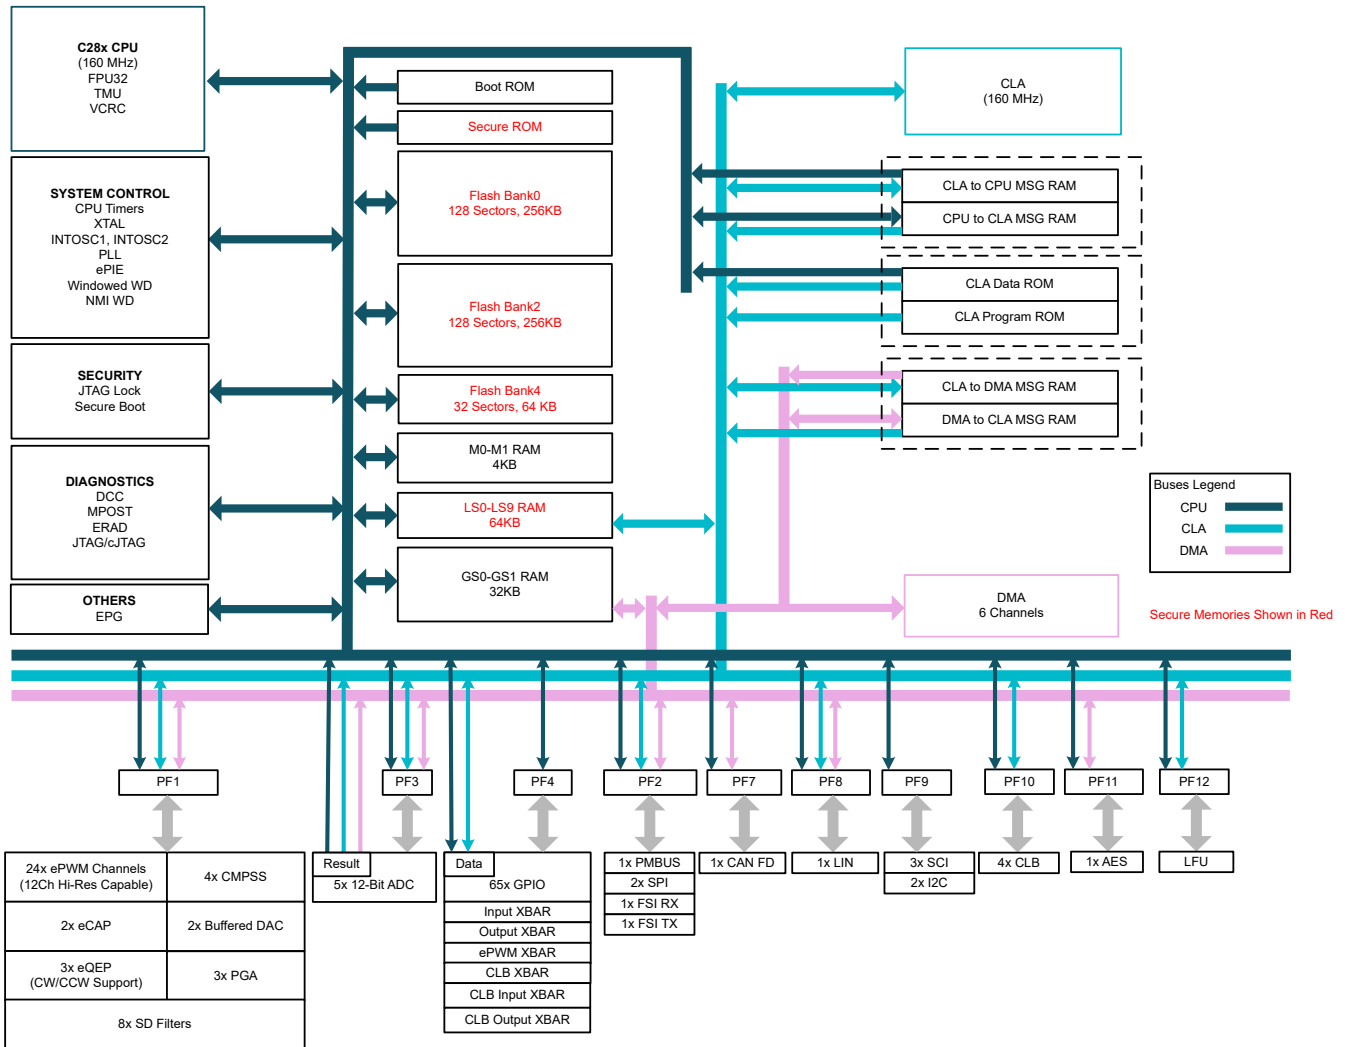 C28x CPU
(160 MHz)
FPU32
TMU
VCRC
SYSTEM CONTROL
CPU Timers
XTAL
INTOSC1, INTOSC2
PLL
ePIE
Windowed WD
NMI WD
SECURITY
JTAG Lock
Secure Boot
DIAGNOSTICS
DCC
MPOST
ERAD
JTAG/cJTAG
OTHERS
EPG
Boot ROM
Secure ROM
Flash Bank0
128 Sectors, 256KB
Flash Bank2
128 Sectors, 256KB
Flash Bank4
32 Sectors, 64 KB
M0-M1 RAM
4KB
LS0-LS9 RAM
64KB
GS0-GS1 RAM
32KB
CLA
(160 MHz)
CLA to CPU MSG RAM
CPU to CLA MSG RAM
CLA Data ROM
CLA Program ROM
CLA to DMA MSG RAM
DMA to CLA MSG RAM
DMA
6 Channels
Buses Legend
CPU
CLA
DMA
Secure Memories Shown in Red
PF1
PF3
PF4
PF2
PF7
PF8
PF9
PF10
PF11
PF12
24x ePWM Channels
(12Ch Hi-Res Capable)
4x CMPSS
2x eCAP
2x Buffered DAC
3x eQEP
(CW/CCW Support)
3x PGA
8x SD Filters
Result
5x 12-Bit ADC
Data
65x GPIO
Input XBAR
Output XBAR
ePWM XBAR
CLB XBAR
CLB Input XBAR
CLB Output XBAR
1x PMBUS
2x SPI
1x FSI RX
1x FSI TX
1x CAN FD
1x LIN
3x SCI
2x I2C
4x CLB
1x AES
LFU